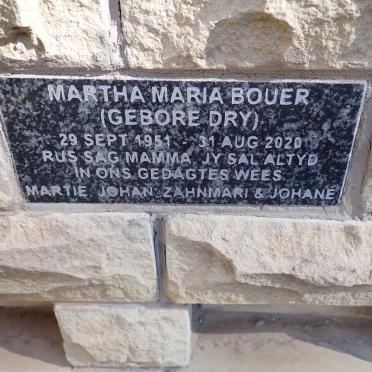 MARTHA MARIA BOUER
(GEBORE DRY)
29 SEPT 1951 - 31 AUG 2020
RUS SAG MAMMA, JY SAL ALTYD
IN ONS GEDAGTES WEES.
MARTIE, JOHAN, ZAHNMARI & JOHANÉ